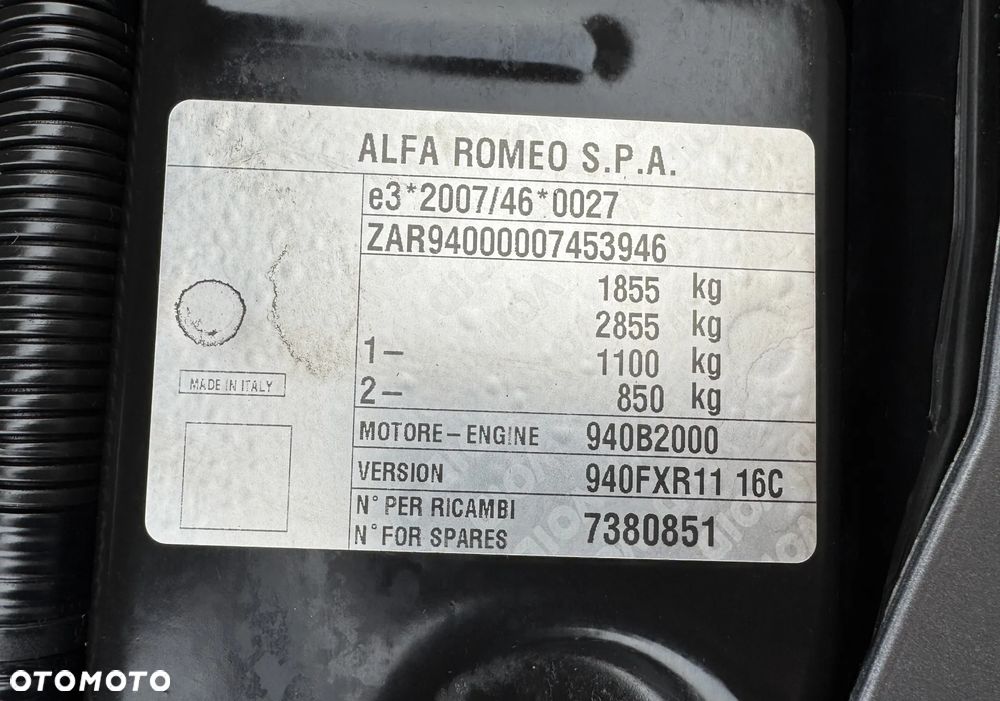 ALFA ROMEO S.P.A.
e3*2007/46*0027
ZAR94000007453946
1855 kg
2855 kg
1– 1100 kg
2– 850 kg
MADE IN ITALY
MOTORE–ENGINE 940B2000
VERSION 940FXR11 16C
N° PER RICAMBI
N° FOR SPARES 7380851
OTOMOTO